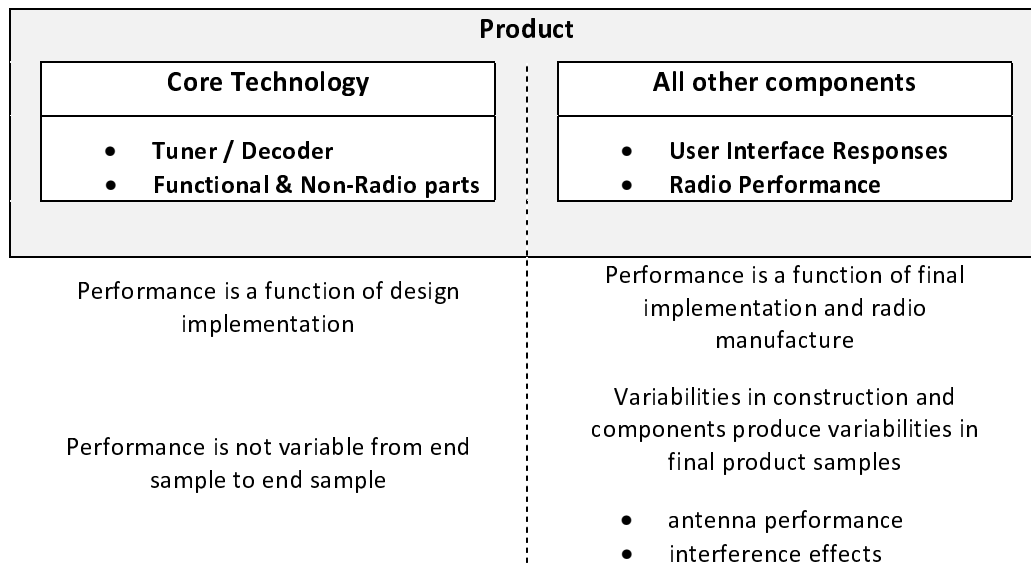 Product
Core Technology
• Tuner / Decoder
• Functional & Non-Radio parts
All other components
• User Interface Responses
• Radio Performance
Performance is a function of design
implementation
Performance is not variable from end
sample to end sample
Performance is a function of final
implementation and radio
manufacture
Variabilities in construction and
components produce variabilities in
final product samples
• antenna performance
• interference effects